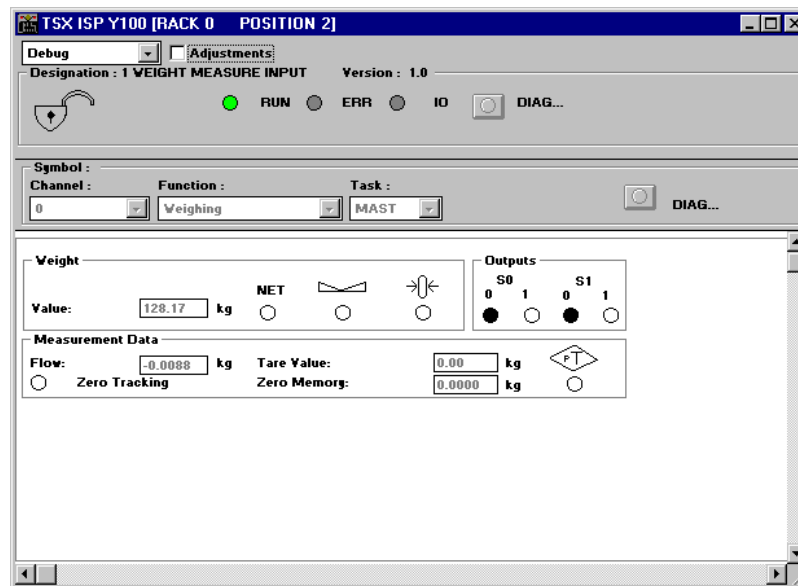 TSX ISP Y100 [RACK 0 POSITION 2]
Debug Adjustments
Designation : 1 WEIGHT MEASURE INPUT Version : 1.0
RUN ERR IO DIAG...
Symbol :
Channel : Function : Task :
0 Weighing MAST DIAG...
Weight Outputs
S0 S1
NET 0 1 0 1
Value: 128.17 kg
Measurement Data
Flow: -0.0088 kg Tare Value: 0.00 kg PT
Zero Tracking Zero Memory: 0.0000 kg